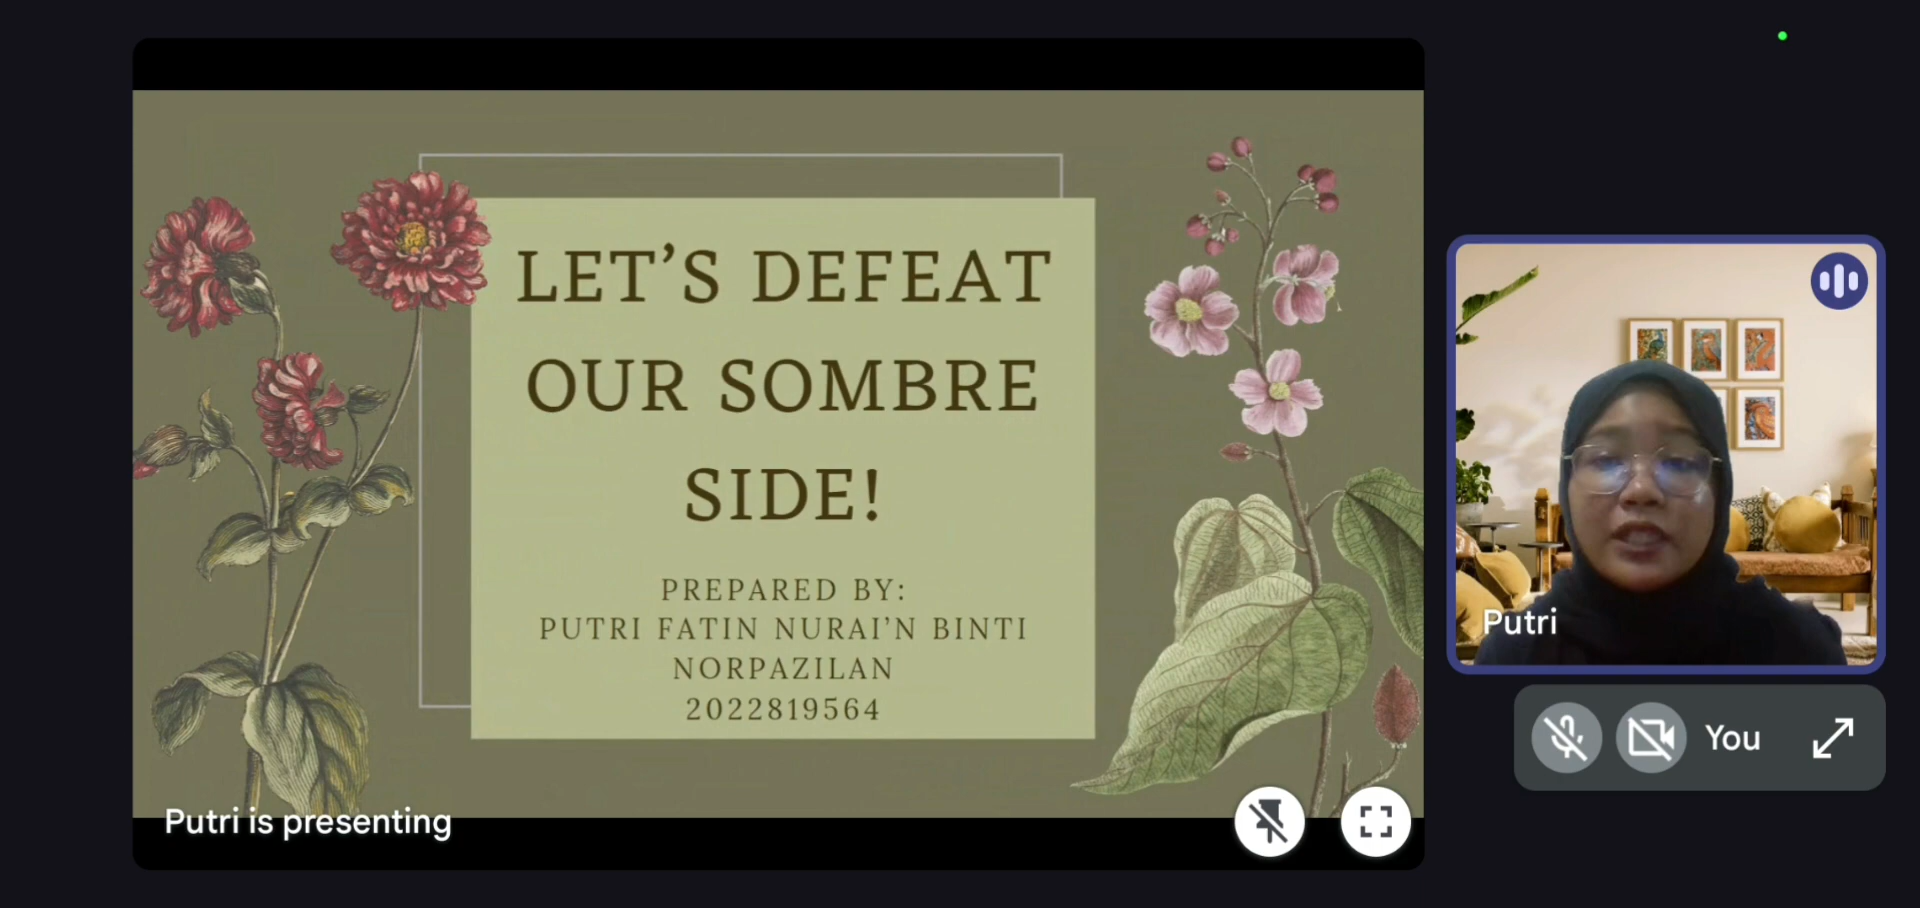 LET’S DEFEAT
OUR SOMBRE
SIDE!
PREPARED BY:
PUTRI FATIN NURAI’N BINTI
NORPAZILAN
2022819564
Putri is presenting
Putri
You